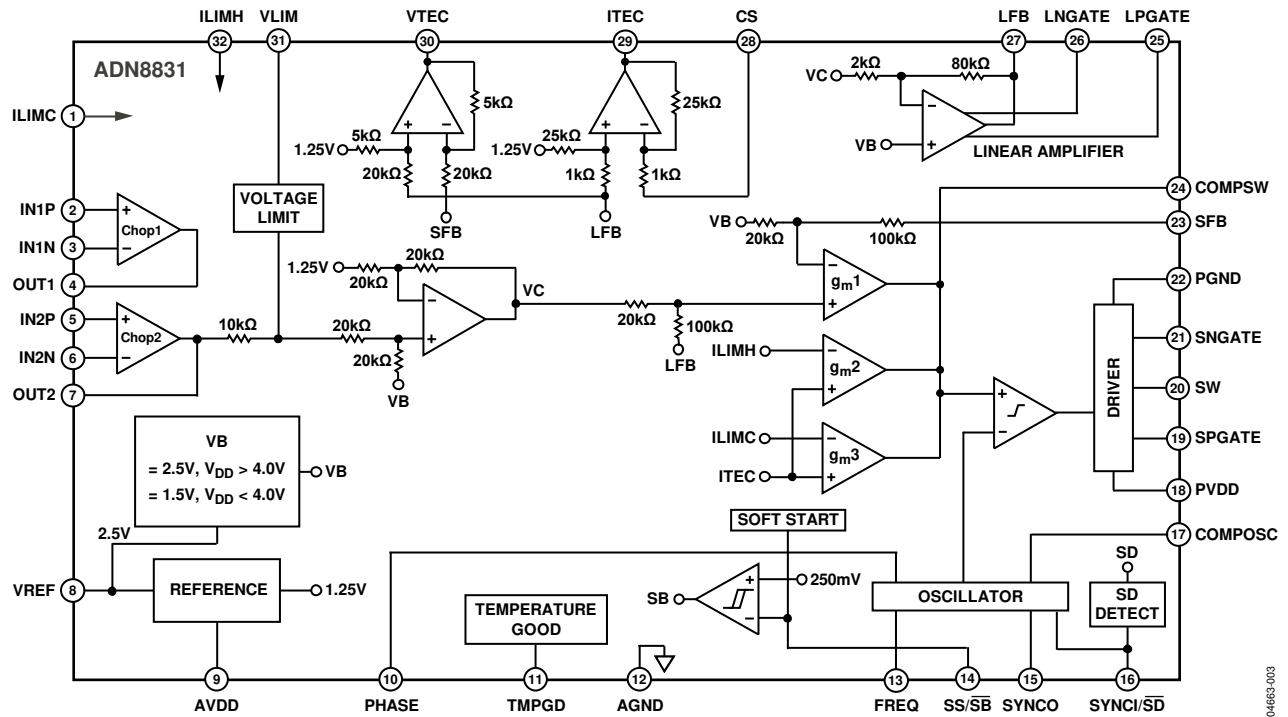 ILIMH
VLIM
VTEC
ITEC
CS
LFB
LNGATE
LPGATE
32
31
30
29
28
27
26
25
ADN8831
ILIMC
1
5kΩ
5kΩ
1.25V
20kΩ
20kΩ
SFB
25kΩ
25kΩ
1.25V
1kΩ
1kΩ
LFB
VC
2kΩ
80kΩ
−
+
VB
LINEAR AMPLIFIER
+
−
+
−
IN1P
2
+
Chop1
IN1N
3
−
OUT1
4
IN2P
5
+
Chop2
IN2N
6
−
OUT2
7
VOLTAGE
LIMIT
10kΩ
1.25V
20kΩ
20kΩ
−
+
20kΩ
20kΩ
VB
VC
20kΩ
100kΩ
LFB
VB
20kΩ
100kΩ
−
gm1
+
ILIMH
−
gm2
+
ILIMC
−
gm3
ITEC
+
+
−
DRIVER
24
COMPSW
23
SFB
22
PGND
21
SNGATE
20
SW
19
SPGATE
18
PVDD
17
COMPOSC
VB
= 2.5V, VDD > 4.0V
= 1.5V, VDD < 4.0V
VB
2.5V
VREF
8
REFERENCE
1.25V
TEMPERATURE
GOOD
SOFT START
SB
+
−
250mV
OSCILLATOR
SD
SD
DETECT
9
10
11
12
13
14
15
16
AVDD
PHASE
TMPGD
AGND
FREQ
SS/S̅B̅
SYNCO
SYNCI/S̅D̅
04663-003